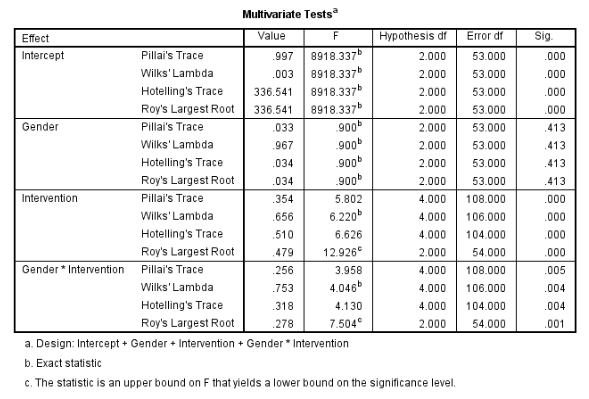 Multivariate Tests^a
Effect Value F Hypothesis df Error df Sig.
Intercept Pillai's Trace .997 8918.337^b 2.000 53.000 .000
Wilks' Lambda .003 8918.337^b 2.000 53.000 .000
Hotelling's Trace 336.541 8918.337^b 2.000 53.000 .000
Roy's Largest Root 336.541 8918.337^b 2.000 53.000 .000
Gender Pillai's Trace .033 .900^b 2.000 53.000 .413
Wilks' Lambda .967 .900^b 2.000 53.000 .413
Hotelling's Trace .034 .900^b 2.000 53.000 .413
Roy's Largest Root .034 .900^b 2.000 53.000 .413
Intervention Pillai's Trace .354 5.802 4.000 108.000 .000
Wilks' Lambda .656 6.220^b 4.000 106.000 .000
Hotelling's Trace .510 6.626 4.000 104.000 .000
Roy's Largest Root .479 12.926^c 2.000 54.000 .000
Gender * Intervention Pillai's Trace .256 3.958 4.000 108.000 .005
Wilks' Lambda .753 4.046^b 4.000 106.000 .004
Hotelling's Trace .318 4.130 4.000 104.000 .004
Roy's Largest Root .278 7.504^c 2.000 54.000 .001
a. Design: Intercept + Gender + Intervention + Gender * Intervention
b. Exact statistic
c. The statistic is an upper bound on F that yields a lower bound on the significance level.